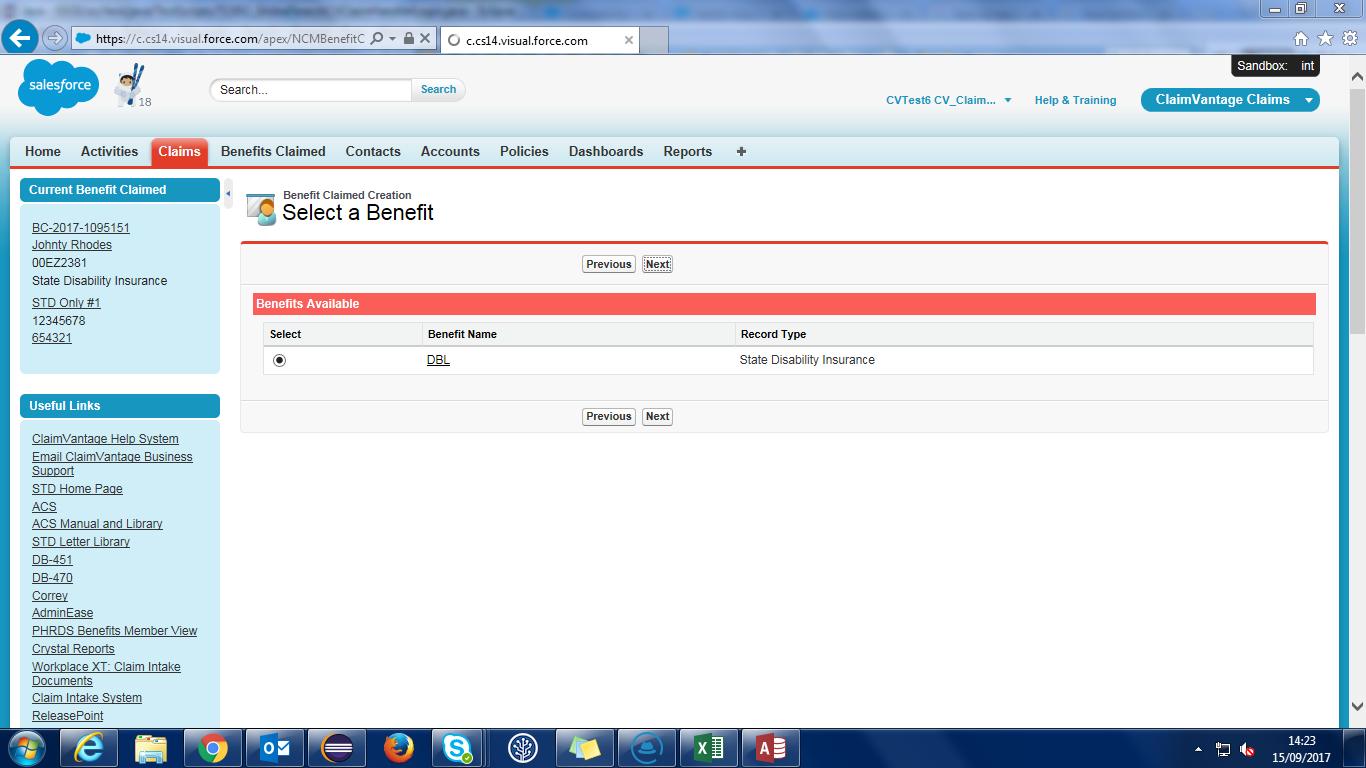 https://c.cs14.visual.force.com/apex/NCMBenefitC
c.cs14.visual.force.com
Sandbox: int
salesforce
18
Search...
Search
CVTest6 CV_Claim...
Help & Training
ClaimVantage Claims
Home
Activities
Claims
Benefits Claimed
Contacts
Accounts
Policies
Dashboards
Reports
Current Benefit Claimed
BC-2017-1095151
Johnty Rhodes
00EZ2381
State Disability Insurance
STD Only #1
12345678
654321
Useful Links
ClaimVantage Help System
Email ClaimVantage Business
Support
STD Home Page
ACS
ACS Manual and Library
STD Letter Library
DB-451
DB-470
Correy
AdminEase
PHRDS Benefits Member View
Crystal Reports
Workplace XT: Claim Intake
Documents
Claim Intake System
ReleasePoint
Benefit Claimed Creation
Select a Benefit
Previous Next
Benefits Available
Select Benefit Name Record Type
DBL State Disability Insurance
Previous Next
14:23
15/09/2017